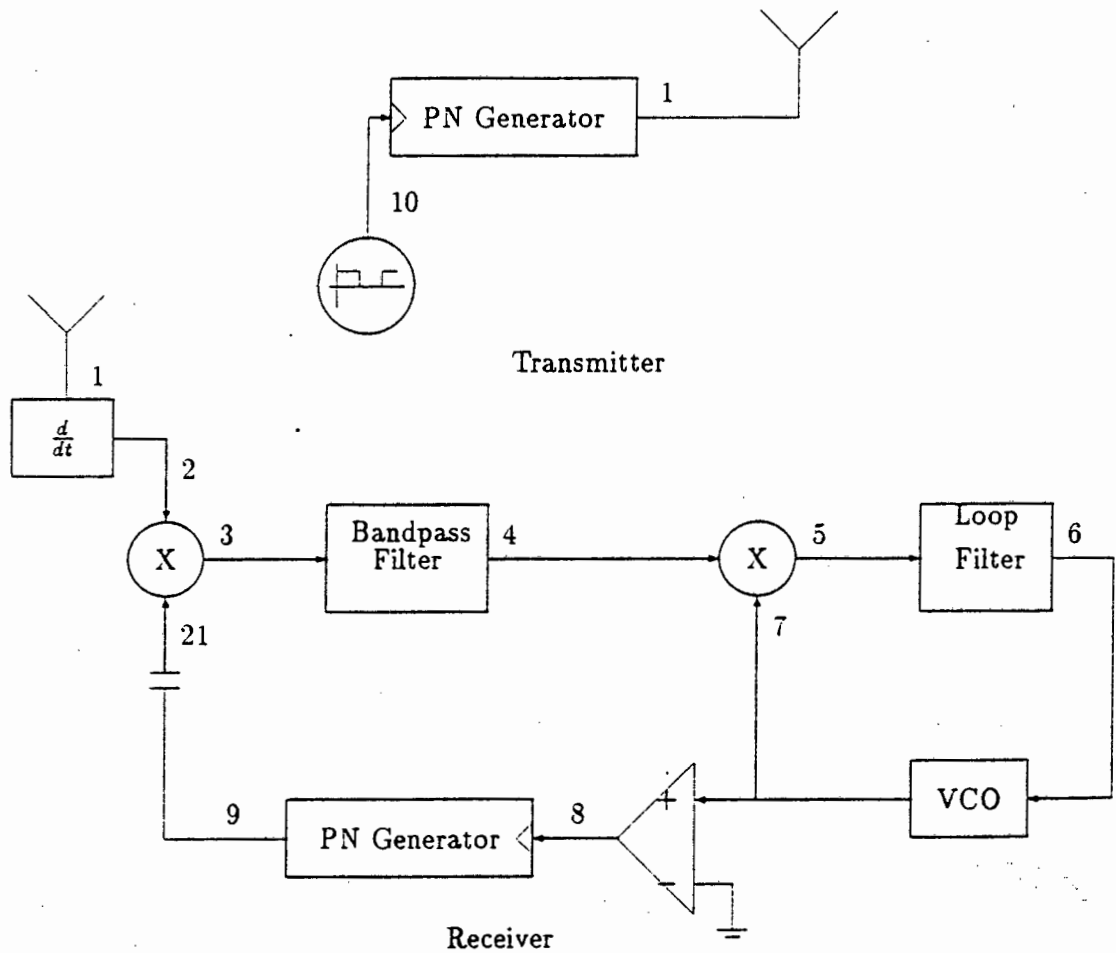 PN Generator
1
10
Transmitter
1
d
dt
2
X
3
Bandpass
Filter
4
X
5
Loop
Filter
6
21
7
VCO
+
8
PN Generator
9
−
Receiver